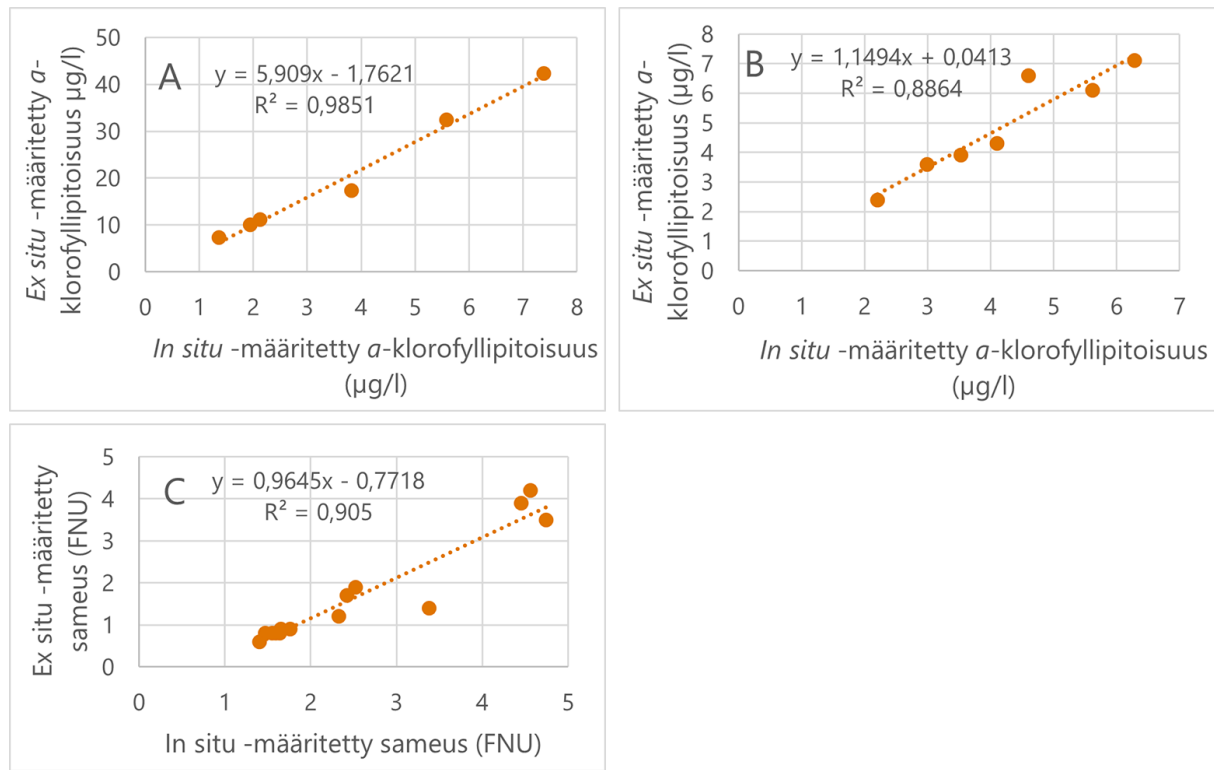 A
y = 5,909x - 1,7621
R² = 0,9851
Ex situ -määritetty a-
klorofyllipitoisuus µg/l
50
40
30
20
10
0
0 1 2 3 4 5 6 7 8
In situ -määritetty a-klorofyllipitoisuus
(µg/l)
B
y = 1,1494x + 0,0413
R² = 0,8864
Ex situ -määritetty a-
klorofyllipitoisuus (µg/l)
8
7
6
5
4
3
2
1
0
0 1 2 3 4 5 6 7
In situ -määritetty a-klorofyllipitoisuus
(µg/l)
C
y = 0,9645x - 0,7718
R² = 0,905
Ex situ -määritetty
sameus (FNU)
5
4
3
2
1
0
0 1 2 3 4 5
In situ -määritetty sameus (FNU)